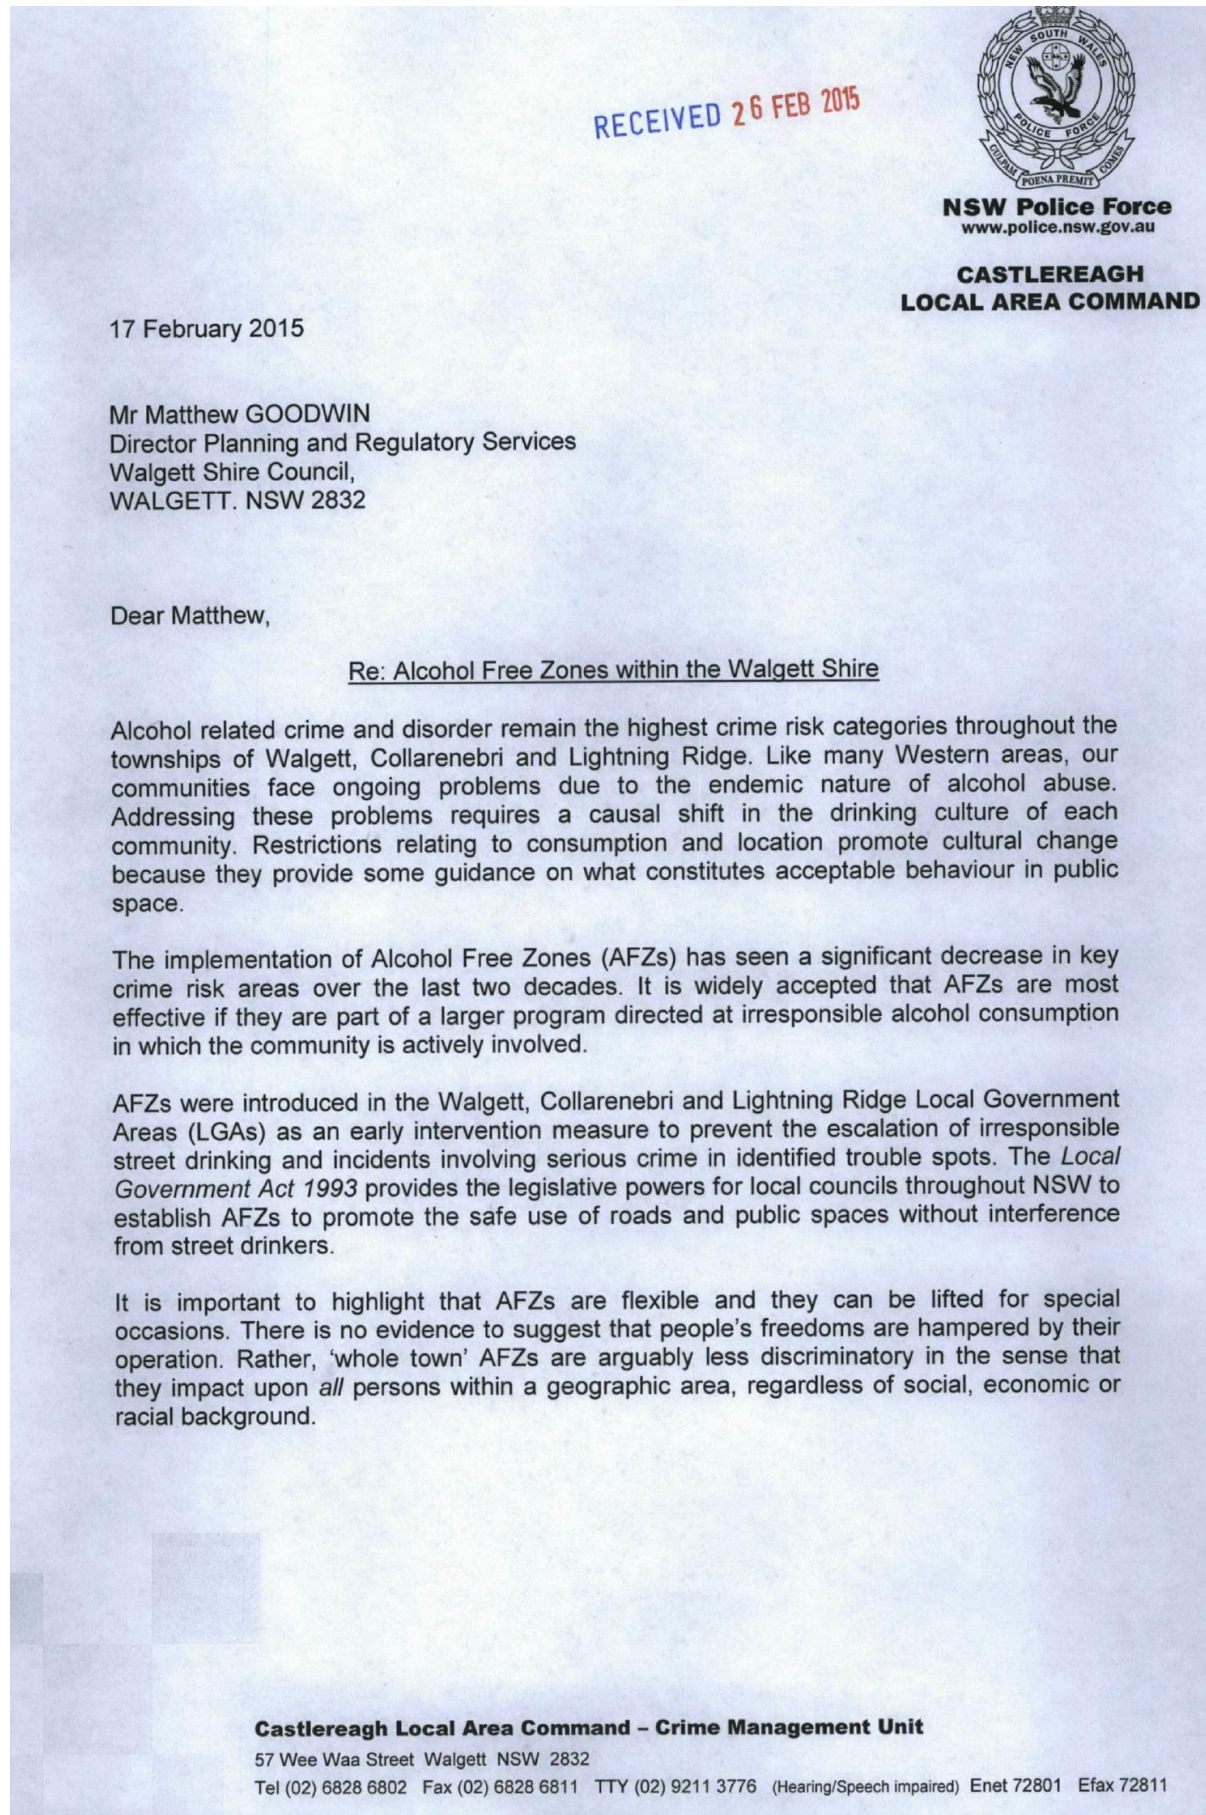 RECEIVED 26 FEB 2015
NEW SOUTH WALES
POLICE FORCE
CULPAM POENA PREMIT COMES
NSW Police Force
www.police.nsw.gov.au
CASTLEREAGH
LOCAL AREA COMMAND
17 February 2015
Mr Matthew GOODWIN
Director Planning and Regulatory Services
Walgett Shire Council,
WALGETT. NSW 2832
Dear Matthew,
Re: Alcohol Free Zones within the Walgett Shire
Alcohol related crime and disorder remain the highest crime risk categories throughout the
townships of Walgett, Collarenebri and Lightning Ridge. Like many Western areas, our
communities face ongoing problems due to the endemic nature of alcohol abuse.
Addressing these problems requires a causal shift in the drinking culture of each
community. Restrictions relating to consumption and location promote cultural change
because they provide some guidance on what constitutes acceptable behaviour in public
space.
The implementation of Alcohol Free Zones (AFZs) has seen a significant decrease in key
crime risk areas over the last two decades. It is widely accepted that AFZs are most
effective if they are part of a larger program directed at irresponsible alcohol consumption
in which the community is actively involved.
AFZs were introduced in the Walgett, Collarenebri and Lightning Ridge Local Government
Areas (LGAs) as an early intervention measure to prevent the escalation of irresponsible
street drinking and incidents involving serious crime in identified trouble spots. The Local
Government Act 1993 provides the legislative powers for local councils throughout NSW to
establish AFZs to promote the safe use of roads and public spaces without interference
from street drinkers.
It is important to highlight that AFZs are flexible and they can be lifted for special
occasions. There is no evidence to suggest that people's freedoms are hampered by their
operation. Rather, 'whole town' AFZs are arguably less discriminatory in the sense that
they impact upon all persons within a geographic area, regardless of social, economic or
racial background.
Castlereagh Local Area Command – Crime Management Unit
57 Wee Waa Street Walgett NSW 2832
Tel (02) 6828 6802 Fax (02) 6828 6811 TTY (02) 9211 3776 (Hearing/Speech impaired) Enet 72801 Efax 72811